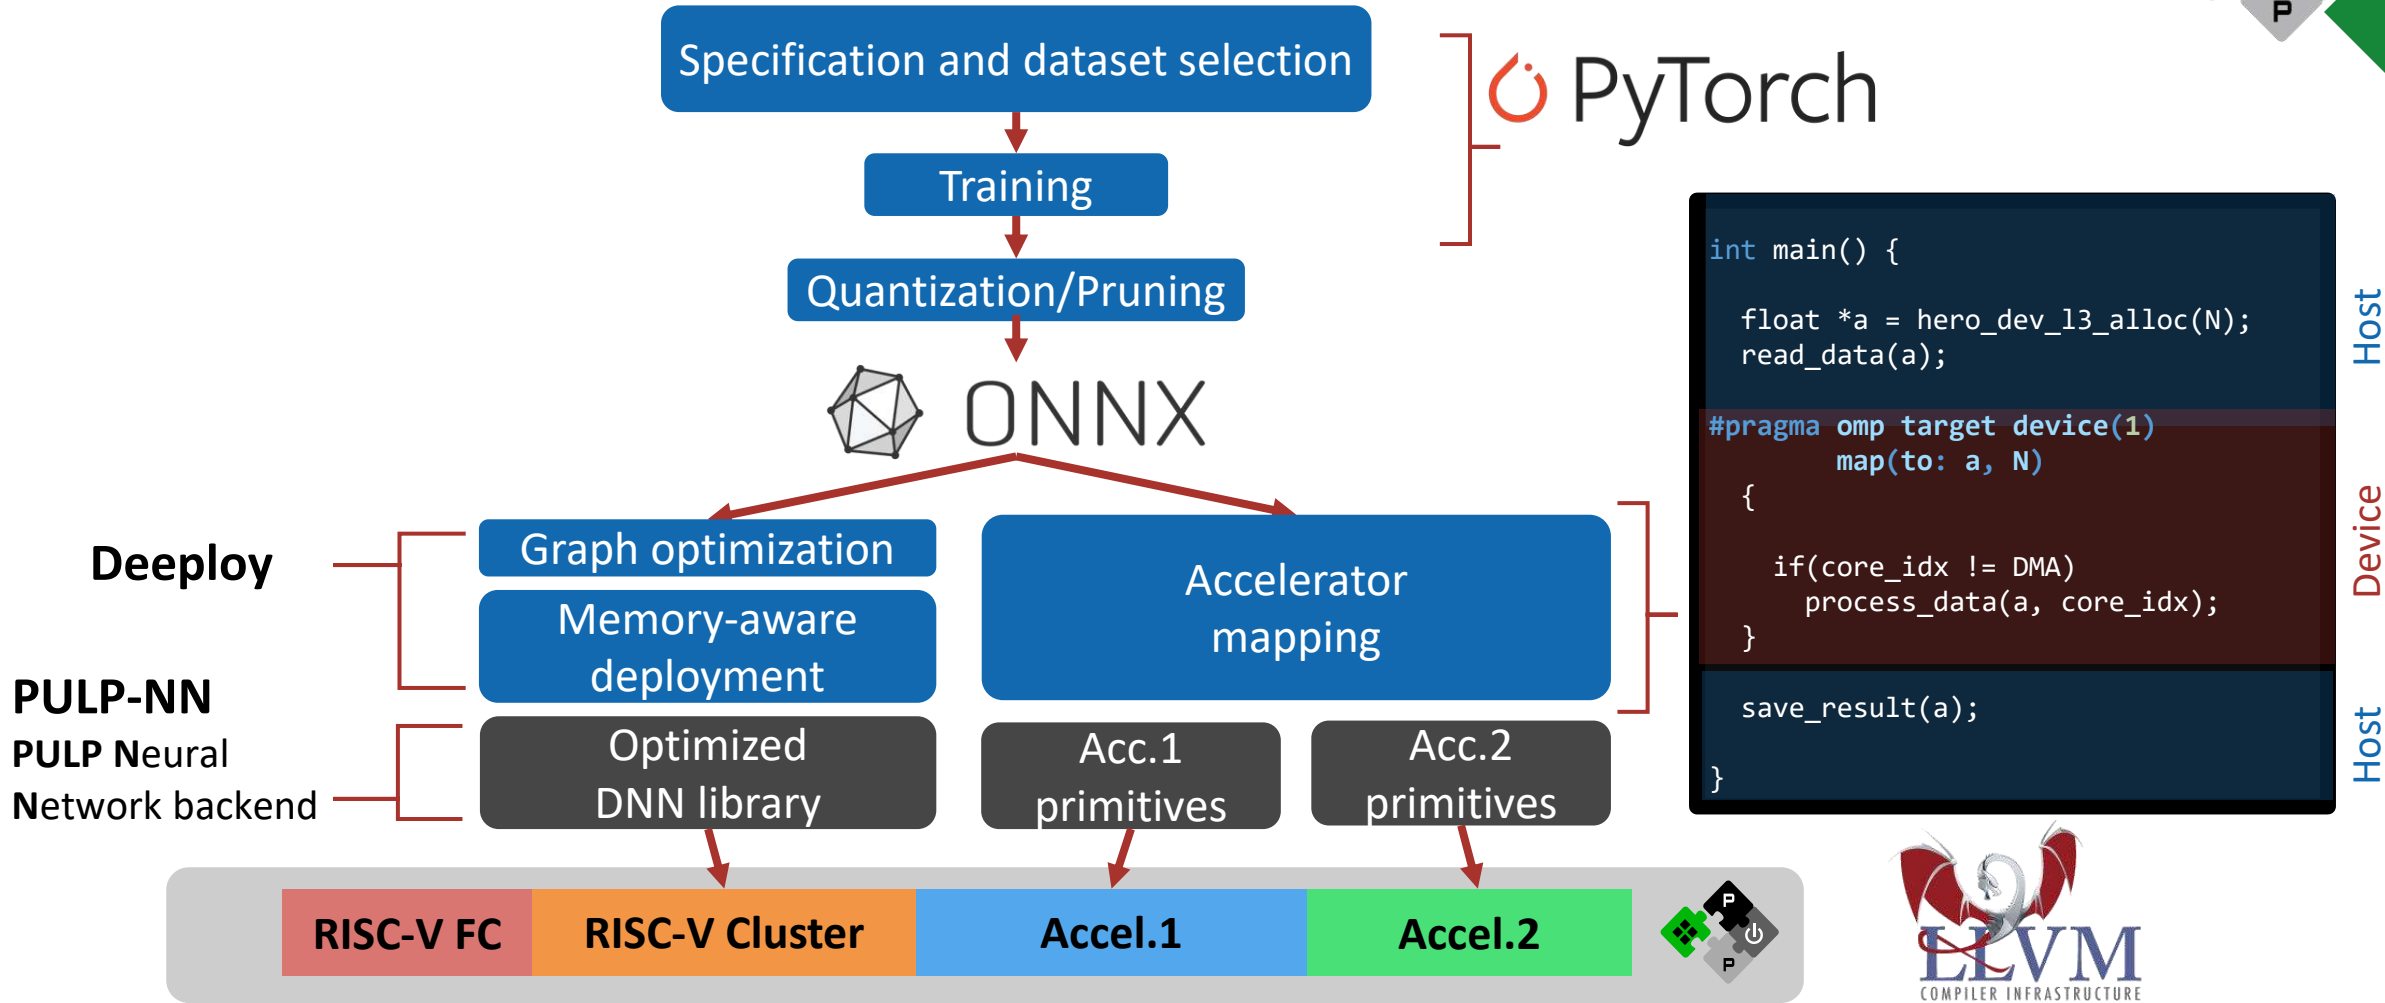 P
Specification and dataset selection
PyTorch
Training
Quantization/Pruning
ONNX
Deeploy
Graph optimization
Memory-aware
deployment
Accelerator
mapping
PULP-NN
PULP Neural
Network backend
Optimized
DNN library
Acc.1
primitives
Acc.2
primitives
RISC-V FC
RISC-V Cluster
Accel.1
Accel.2
P
P
int main() {
float *a = hero_dev_l3_alloc(N);
read_data(a);
#pragma omp target device(1)
map(to: a, N)
{
if(core_idx != DMA)
process_data(a, core_idx);
}
save_result(a);
}
Host
Device
Host
LLVM
COMPILER INFRASTRUCTURE